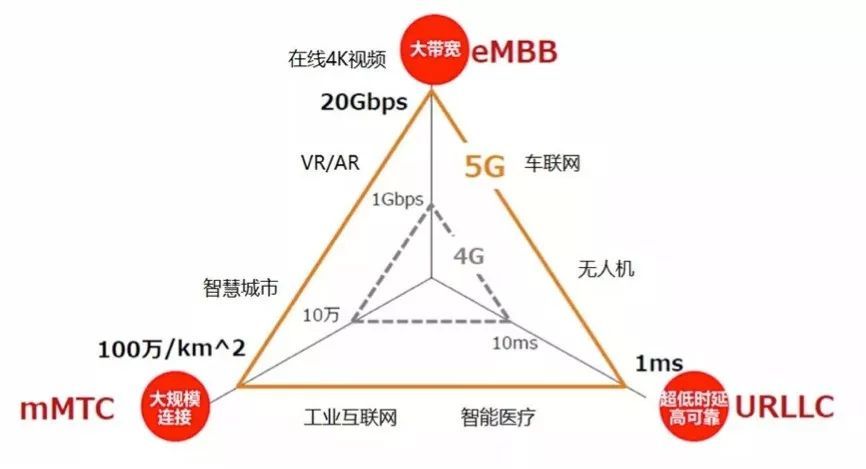 大带宽
eMBB
在线4K视频
20Gbps
VR/AR
5G
车联网
1Gbps
4G
智慧城市
无人机
10万
10ms
100万/km^2
1ms
mMTC
大规模
连接
工业互联网
智能医疗
超低时延
高可靠
URLLC